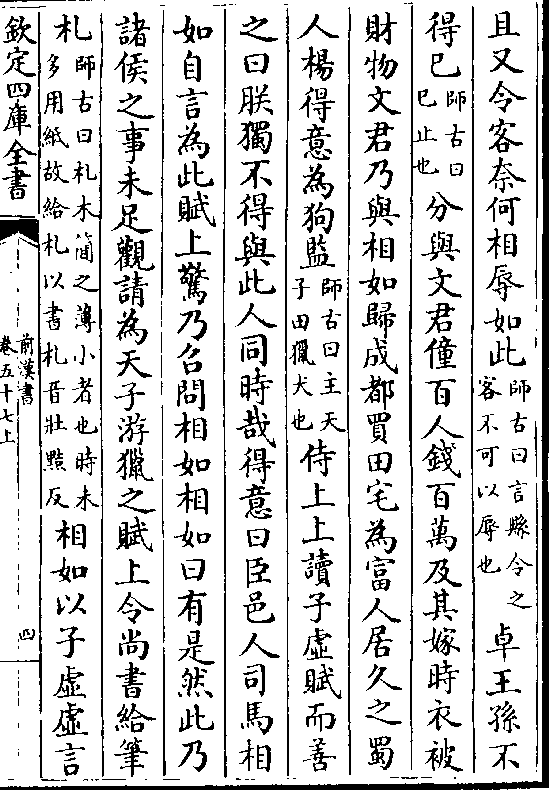 且又令客奈何相辱如此師古曰言縣令之客不可以辱也卓王孫不
得已師古曰已止也分與文君僮百人錢百萬及其嫁時衣被
財物文君乃與相如歸成都買田宅為富人居久之蜀
人楊得意為狗監師古曰主天子田獵犬也侍上上讀子虛賦而善
之曰朕獨不得與此人同時哉得意曰臣邑人司馬相
如自言為此賦上驚乃召問相如相如曰有是然此乃
諸侯之事未足觀請為天子游獵之賦上令尚書給筆
札師古曰札木簡之薄小者也時未多用紙故給札以書札音壯黠反相如以子虛虛言
欽定四庫全書
前漢書
卷五十七上
四